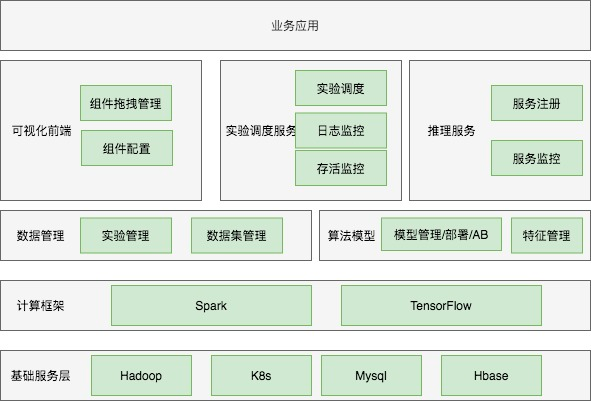 业务应用
可视化前端
组件拖拽管理
组件配置
实验调度服务
实验调度
日志监控
存活监控
推理服务
服务注册
服务监控
数据管理
实验管理
数据集管理
算法模型
模型管理/部署/AB
特征管理
计算框架
Spark
TensorFlow
基础服务层
Hadoop
K8s
Mysql
Hbase